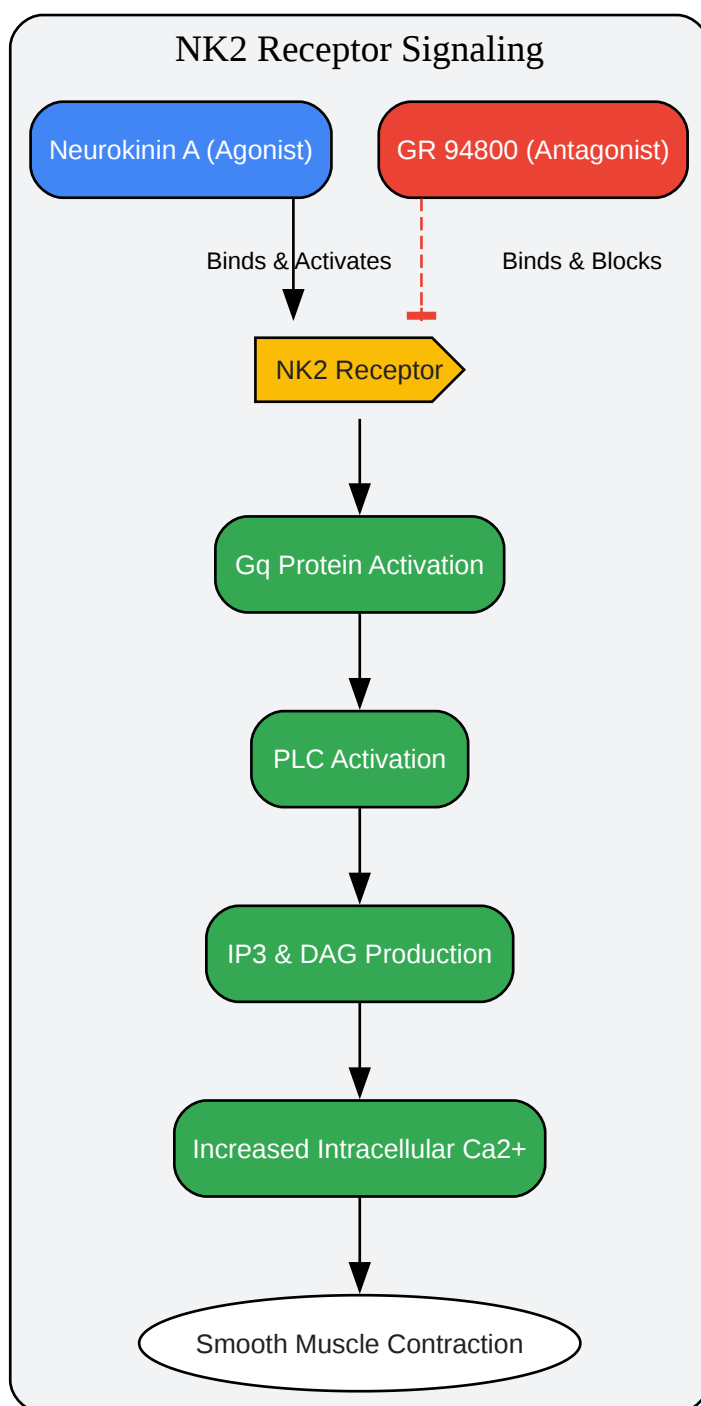 NK2 Receptor Signaling
Neurokinin A (Agonist)
GR 94800 (Antagonist)
Binds & Activates
Binds & Blocks
NK2 Receptor
Gq Protein Activation
PLC Activation
IP3 & DAG Production
Increased Intracellular Ca2+
Smooth Muscle Contraction